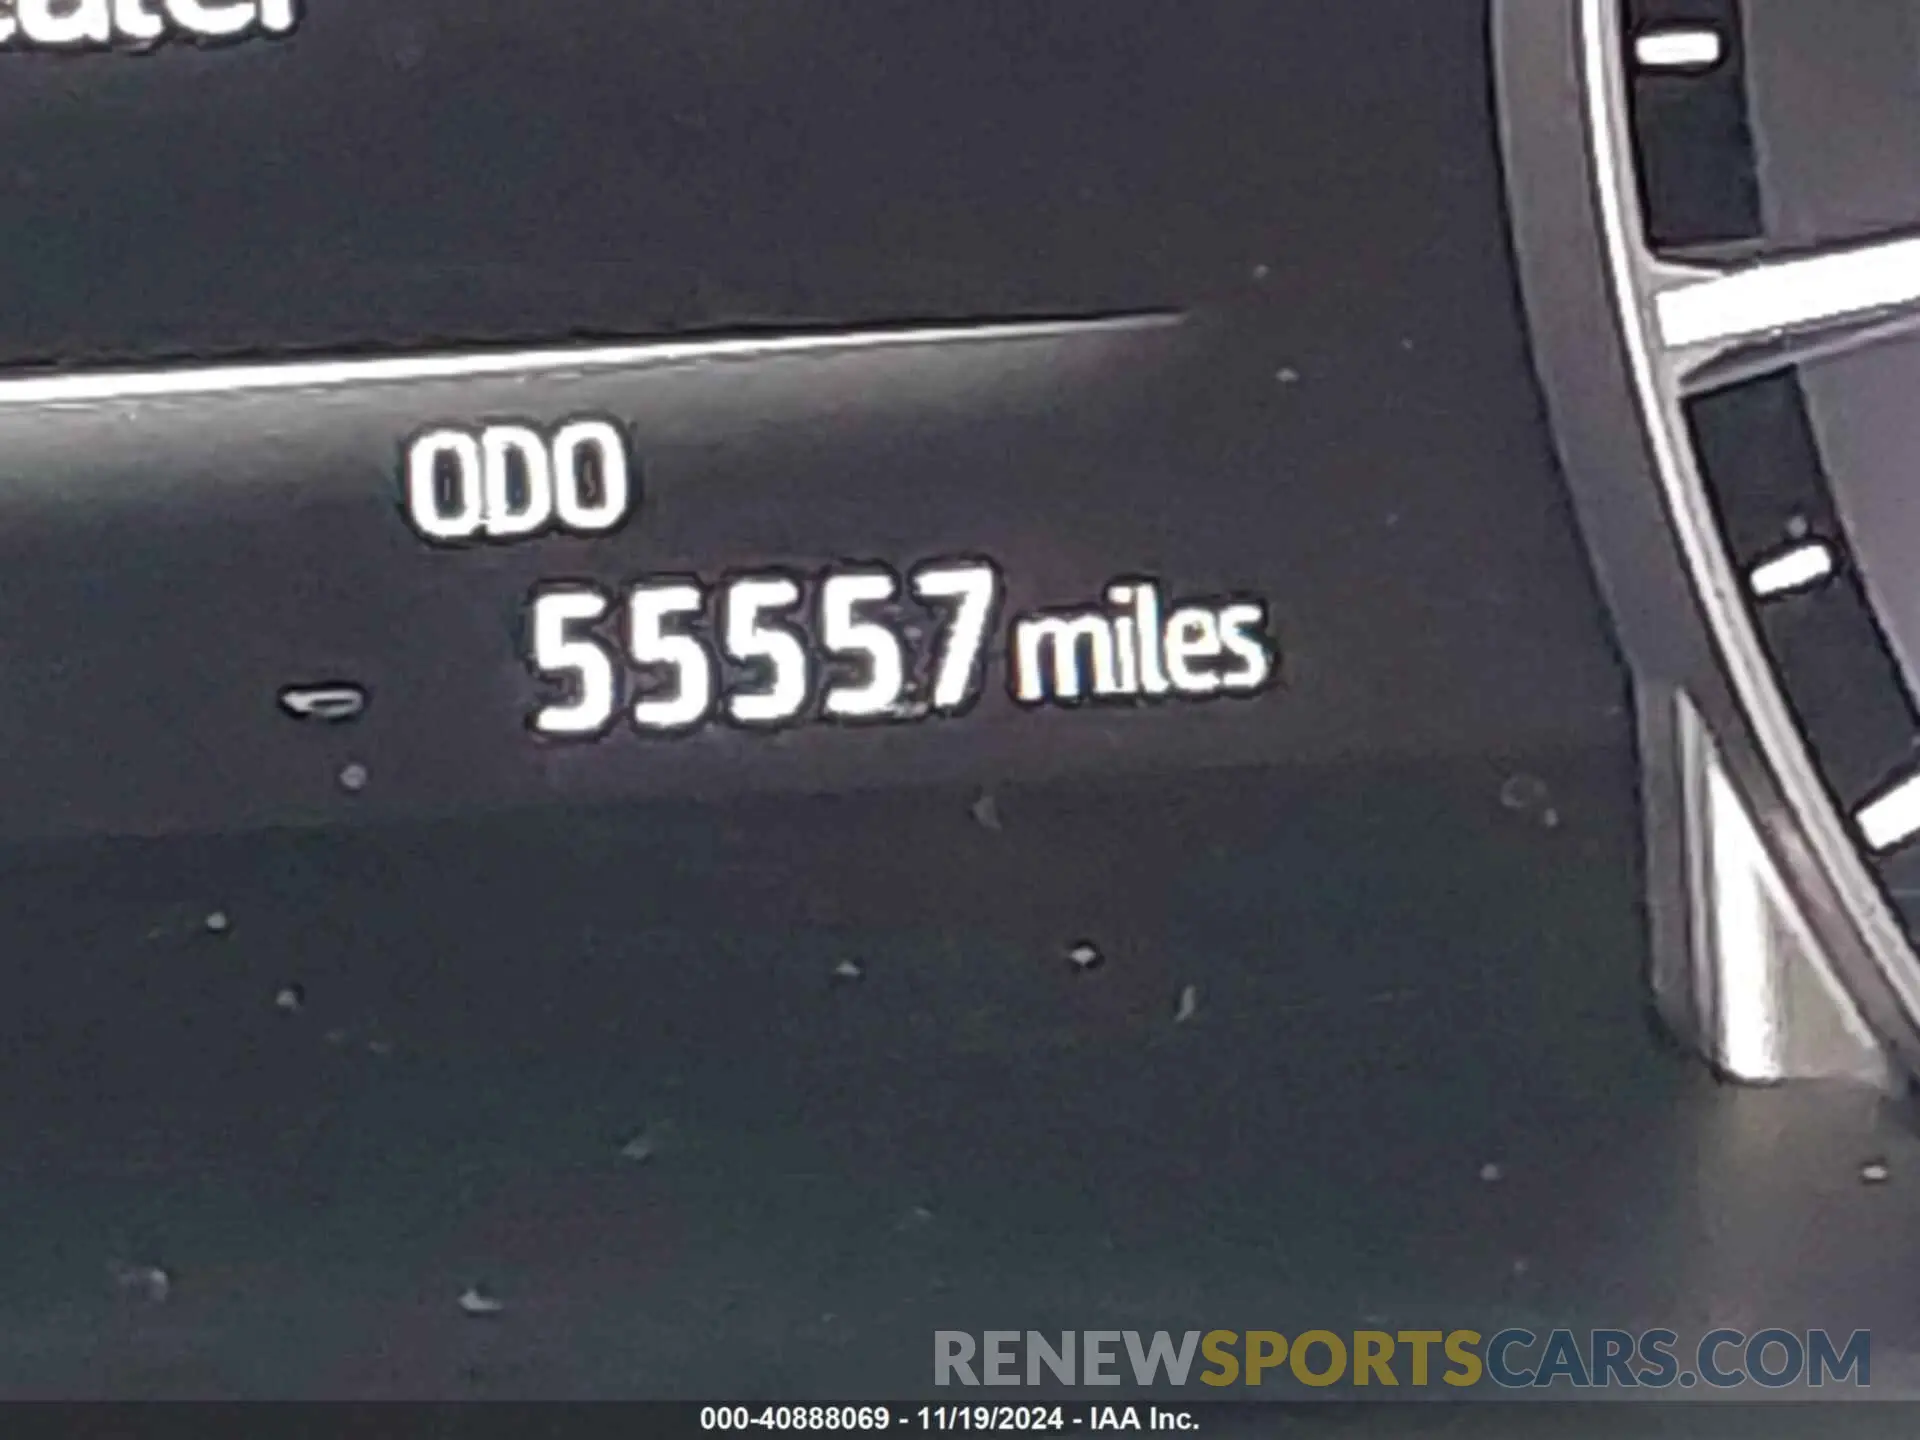 ODO
55557 miles
RENEWSPORTSCARS.COM
000-40888069 - 11/19/2024 - IAA Inc.